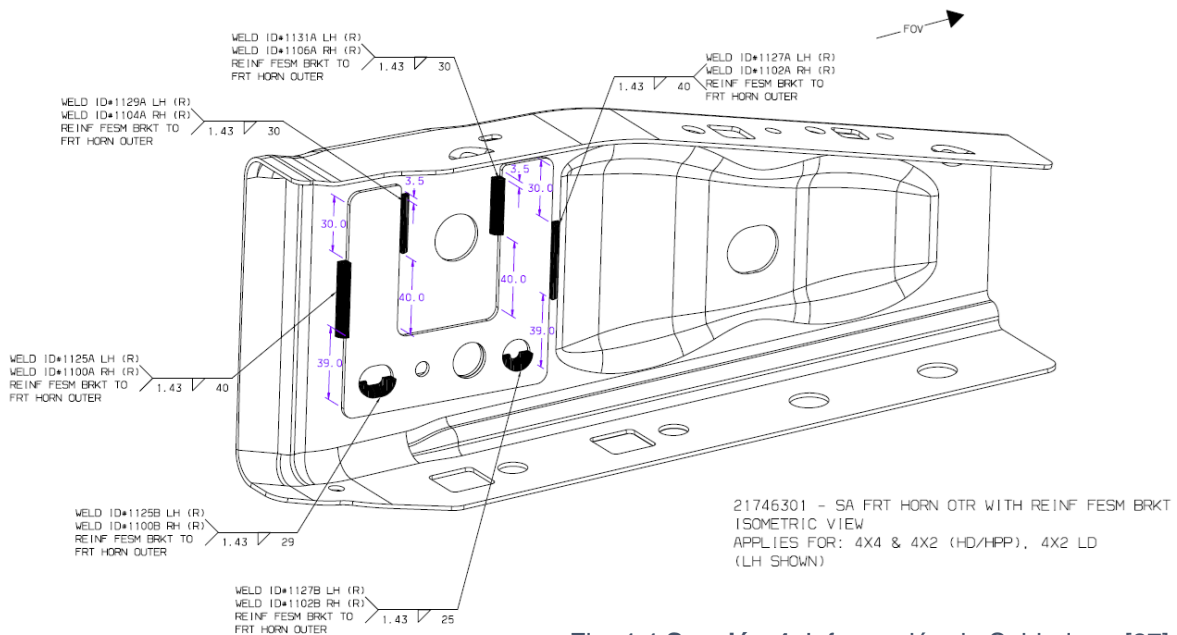 WELD ID#1131A LH (R)
WELD ID#1106A RH (R)
REINF FESM BRKT TO
FRT HORN OUTER
1.43 30
FOV
WELD ID#1127A LH (R)
WELD ID#1102A RH (R)
REINF FESM BRKT TO
FRT HORN OUTER
1.43 40
WELD ID#1129A LH (R)
WELD ID#1104A RH (R)
REINF FESM BRKT TO
FRT HORN OUTER
1.43 30
3.5
3.5
30.0
30.0
40.0
40.0
39.0
39.0
WELD ID#1125A LH (R)
WELD ID#1100A RH (R)
REINF FESM BRKT TO
FRT HORN OUTER
1.43 40
WELD ID#1125B LH (R)
WELD ID#1100B RH (R)
REINF FESM BRKT TO
FRT HORN OUTER
1.43 29
WELD ID#1127B LH (R)
WELD ID#1102B RH (R)
REINF FESM BRKT TO
FRT HORN OUTER
1.43 25
21746301 - SA FRT HORN OTR WITH REINF FESM BRKT
ISOMETRIC VIEW
APPLIES FOR: 4X4 & 4X2 (HD/HPP), 4X2 LD
(LH SHOWN)